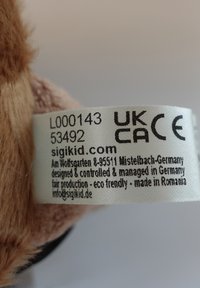 L000143 UK CA CE
53492
sigikid.com
Am Wolfsgarten 8-95511 Mistelbach-Germany
designed & controlled & managed in Germany
fair production - eco frendly - made in Romania
info@sigikid.de